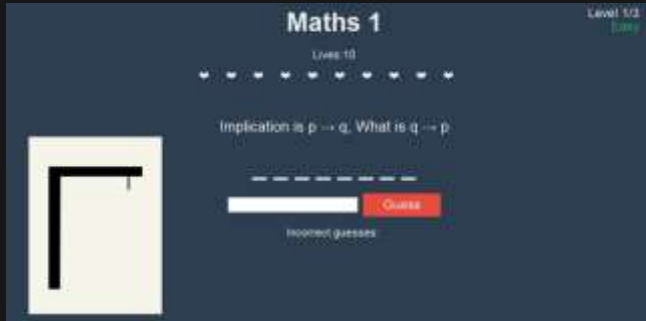 Maths 1
Level 1/3
Easy
Lives:10
Implication is p → q, What is q → p
_ _ _ _ _ _ _ _
Guess
Incorrect guesses: